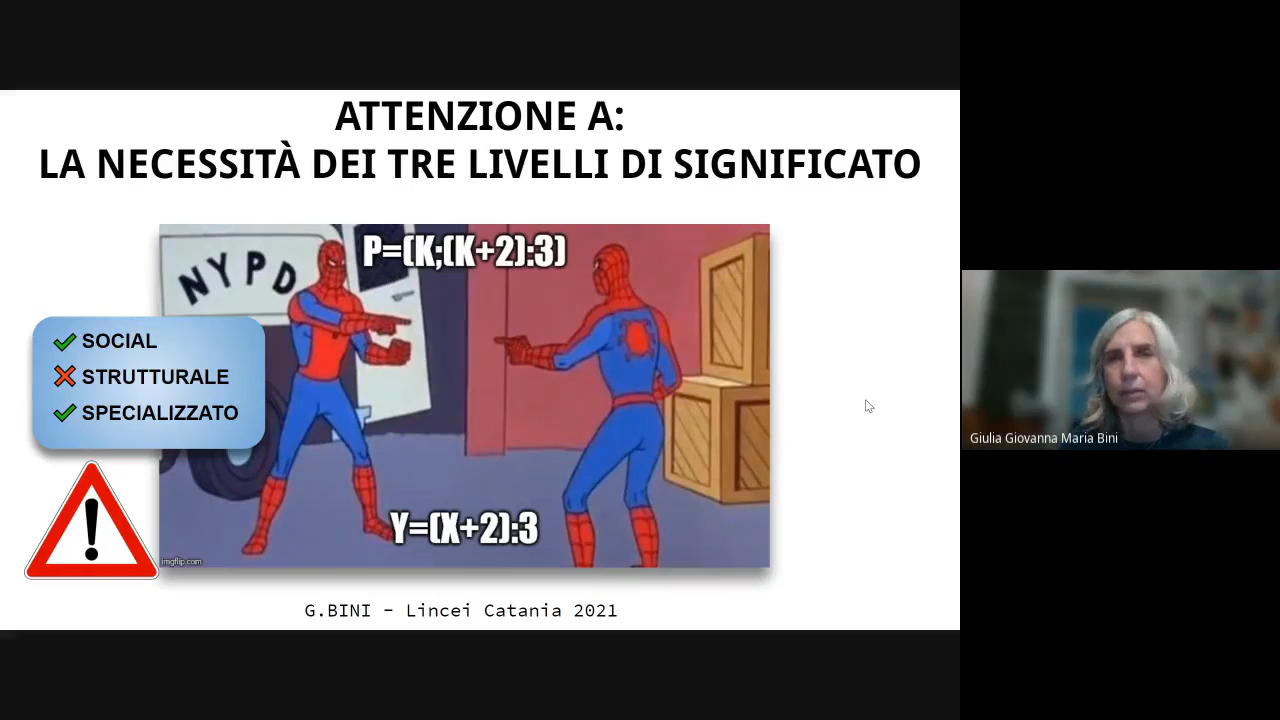 ATTENZIONE A:
LA NECESSITÀ DEI TRE LIVELLI DI SIGNIFICATO
NYPD
P=(K;(K+2):3)
SOCIAL
STRUTTURALE
SPECIALIZZATO
Y=(X+2):3
imgflip.com
G.BINI - Lincei Catania 2021
Giulia Giovanna Maria Bini